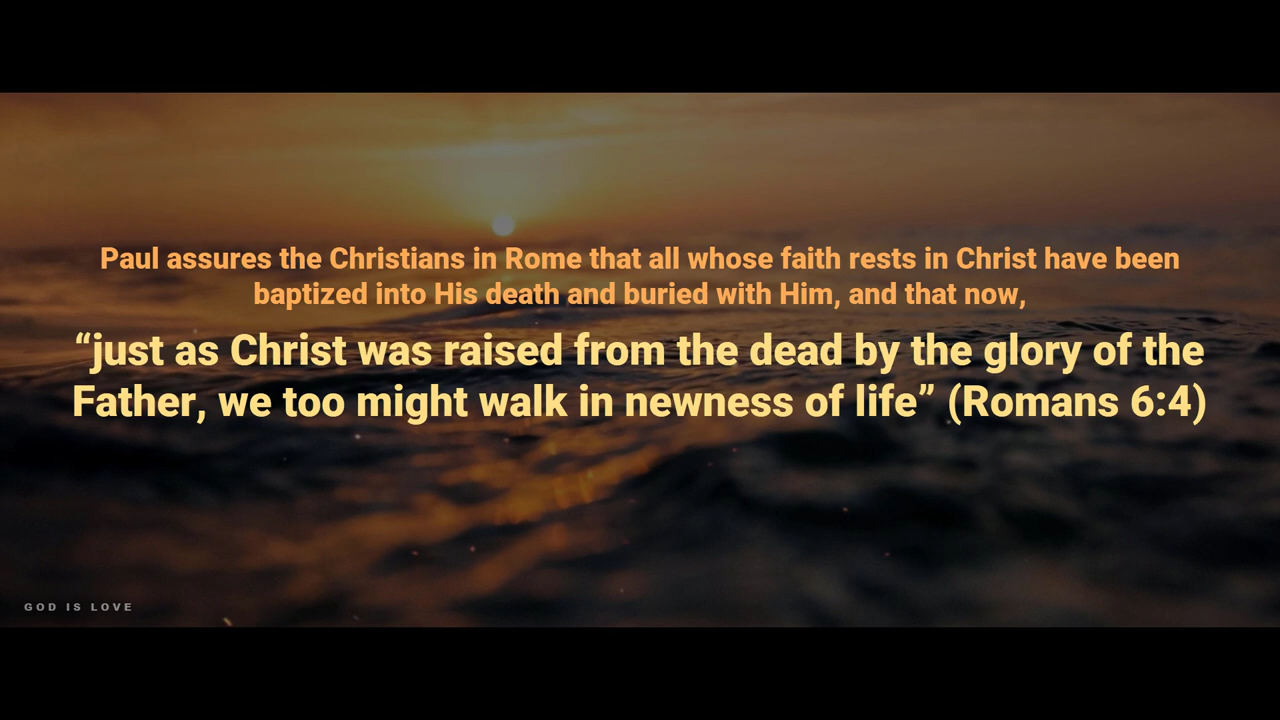 Paul assures the Christians in Rome that all whose faith rests in Christ have been
baptized into His death and buried with Him, and that now,
“just as Christ was raised from the dead by the glory of the
Father, we too might walk in newness of life” (Romans 6:4)
GOD IS LOVE